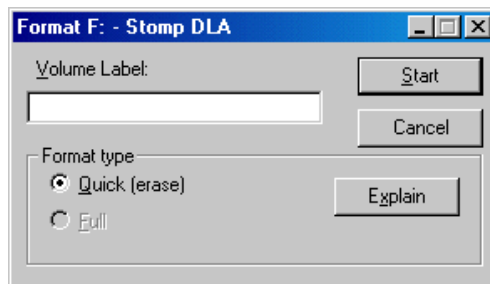 Format F: - Stomp DLA
Volume Label:
Start
Cancel
Format type
Quick (erase)
Explain
Full